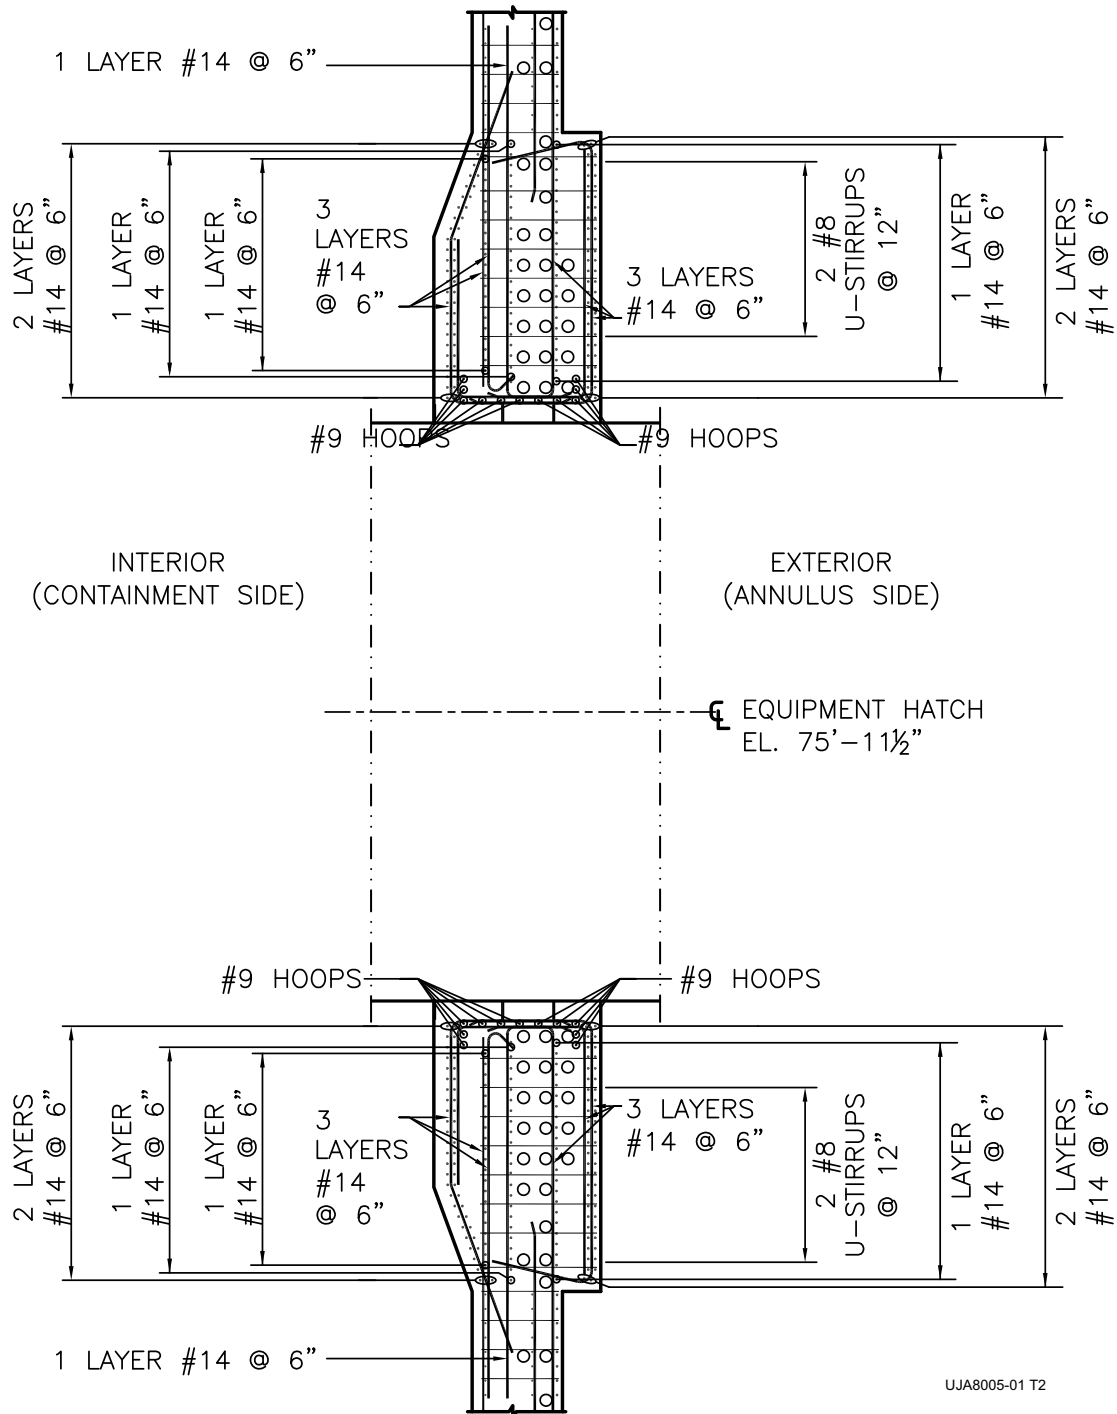 1 LAYER #14 @ 6”
2 LAYERS
#14 @ 6”
1 LAYER
#14 @ 6”
1 LAYER
#14 @ 6”
3
LAYERS
#14
@ 6”
3 LAYERS
#14 @ 6”
2 #8
U-STIRRUPS
@ 12”
1 LAYER
#14 @ 6”
2 LAYERS
#14 @ 6”
#9 HOOPS
#9 HOOPS
INTERIOR
(CONTAINMENT SIDE)
EXTERIOR
(ANNULUS SIDE)
℄ EQUIPMENT HATCH
EL. 75’-11½”
#9 HOOPS
#9 HOOPS
2 LAYERS
#14 @ 6”
1 LAYER
#14 @ 6”
1 LAYER
#14 @ 6”
3
LAYERS
#14
@ 6”
3 LAYERS
#14 @ 6”
2 #8
U-STIRRUPS
@ 12”
1 LAYER
#14 @ 6”
2 LAYERS
#14 @ 6”
1 LAYER #14 @ 6”
UJA8005-01 T2